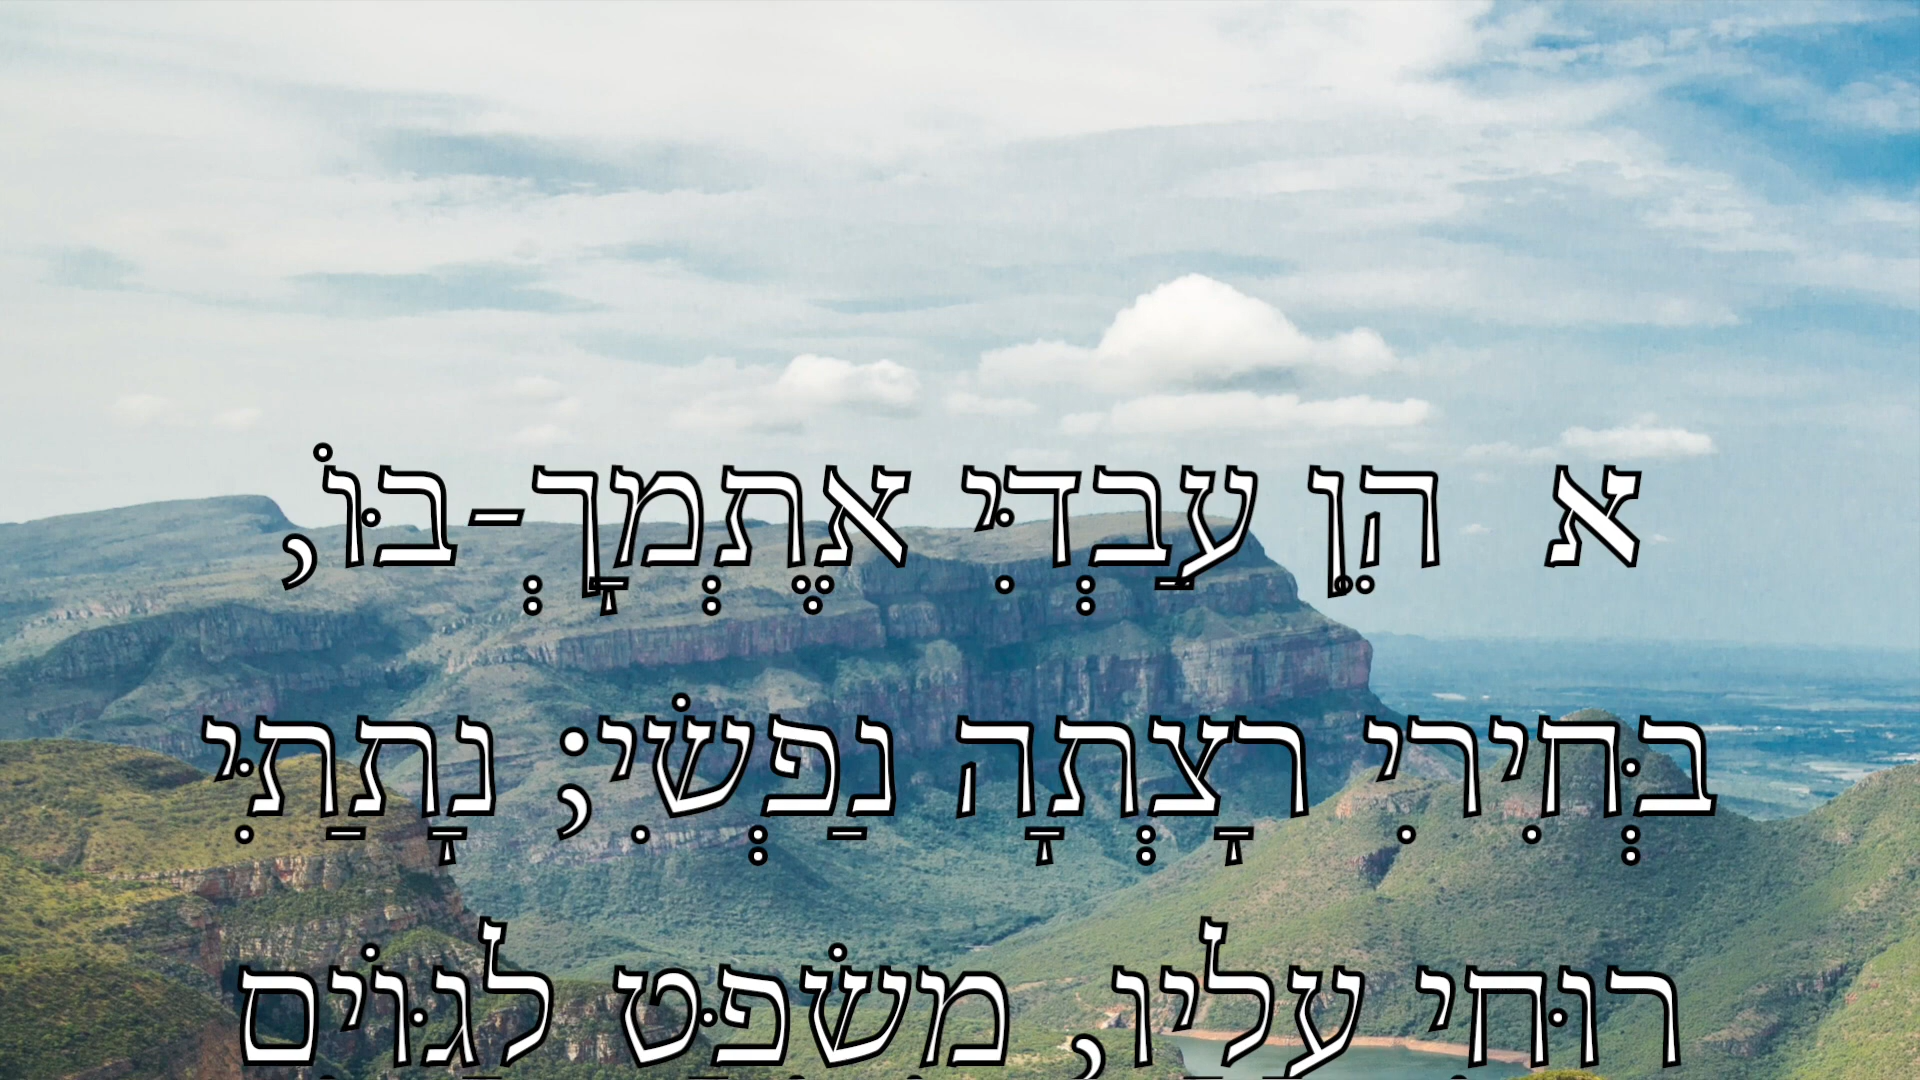 א הֵן עַבְדִּי אֶתְמָךְ-בּוֹ,
בְּחִירִי רָצְתָה נַפְשִׁי; נָתַתִּי
רוּחִי עָלָיו, מִשְׁפָּט לַגּוֹיִם